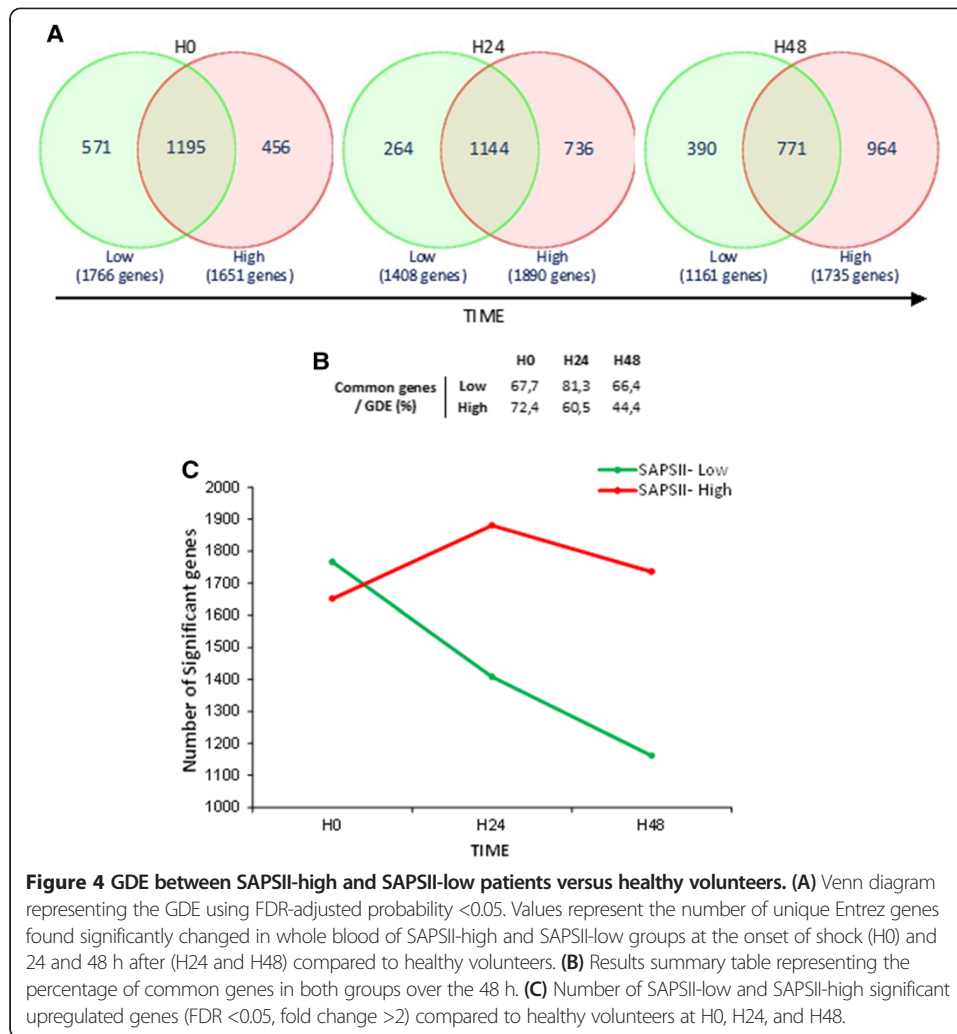 A
H0
H24
H48
571 1195 456
264 1144 736
390 771 964
Low
(1766 genes)
High
(1651 genes)
Low
(1408 genes)
High
(1890 genes)
Low
(1161 genes)
High
(1735 genes)
TIME
B
H0 H24 H48
Common genes
/ GDE (%)
Low 67,7 81,3 66,4
High 72,4 60,5 44,4
C
SAPSII- Low
SAPSII- High
Number of Significant genes
2000
1900
1800
1700
1600
1500
1400
1300
1200
1100
1000
H0 H24 H48
TIME
Figure 4 GDE between SAPSII-high and SAPSII-low patients versus healthy volunteers. (A) Venn diagram
representing the GDE using FDR-adjusted probability <0.05. Values represent the number of unique Entrez genes
found significantly changed in whole blood of SAPSII-high and SAPSII-low groups at the onset of shock (H0) and
24 and 48 h after (H24 and H48) compared to healthy volunteers. (B) Results summary table representing the
percentage of common genes in both groups over the 48 h. (C) Number of SAPSII-low and SAPSII-high significant
upregulated genes (FDR <0.05, fold change >2) compared to healthy volunteers at H0, H24, and H48.